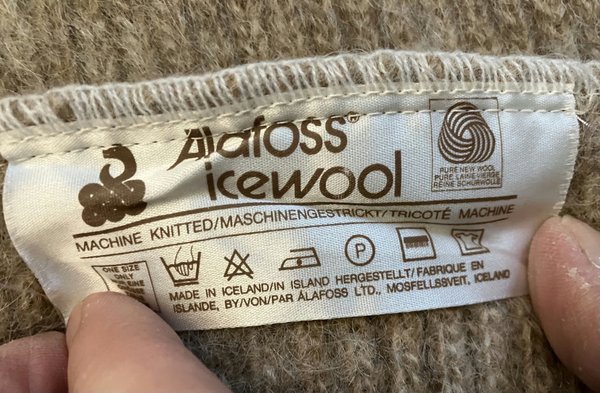 Álafoss®
icewool
PURE NEW WOOL
PURE LAINE VIERGE
REINE SCHURWOLLE
MACHINE KNITTED/MASCHINENGESTRICKT/TRICOTÉ MACHINE
ONE SIZE
ONLY
P
MADE IN ICELAND/IN ISLAND HERGESTELLT/FABRIQUE EN
ISLANDE, BY/VON/PAR ÁLAFOSS LTD., MOSFELLSSVEIT, ICELAND